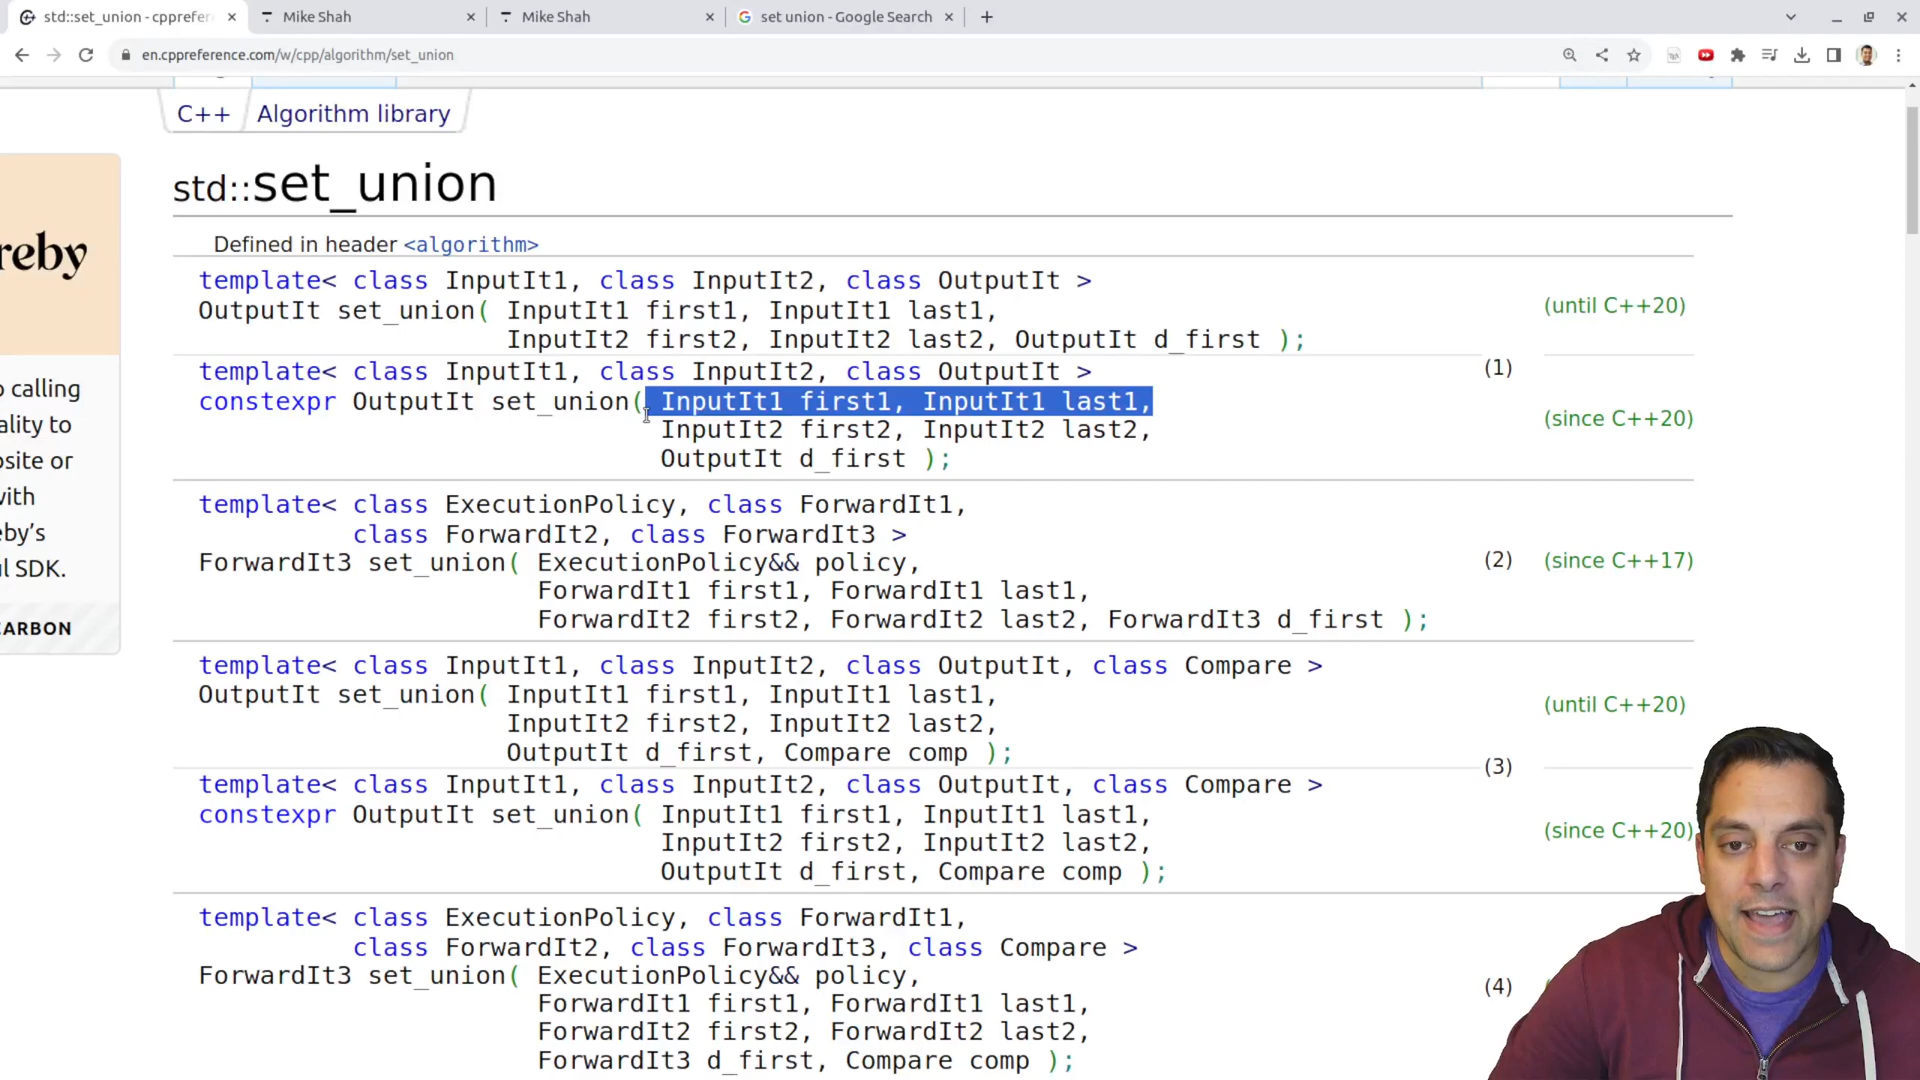 std::set_union - cppreferen
Mike Shah
Mike Shah
set union - Google Search
en.cppreference.com/w/cpp/algorithm/set_union
C++
Algorithm library
std::set_union
Defined in header <algorithm>
template< class InputIt1, class InputIt2, class OutputIt >
OutputIt set_union( InputIt1 first1, InputIt1 last1,
InputIt2 first2, InputIt2 last2, OutputIt d_first );
(until C++20)
(1)
template< class InputIt1, class InputIt2, class OutputIt >
constexpr OutputIt set_union( InputIt1 first1, InputIt1 last1,
InputIt2 first2, InputIt2 last2,
OutputIt d_first );
(since C++20)
template< class ExecutionPolicy, class ForwardIt1,
class ForwardIt2, class ForwardIt3 >
ForwardIt3 set_union( ExecutionPolicy&& policy,
ForwardIt1 first1, ForwardIt1 last1,
ForwardIt2 first2, ForwardIt2 last2, ForwardIt3 d_first );
(2)
(since C++17)
template< class InputIt1, class InputIt2, class OutputIt, class Compare >
OutputIt set_union( InputIt1 first1, InputIt1 last1,
InputIt2 first2, InputIt2 last2,
OutputIt d_first, Compare comp );
(until C++20)
(3)
template< class InputIt1, class InputIt2, class OutputIt, class Compare >
constexpr OutputIt set_union( InputIt1 first1, InputIt1 last1,
InputIt2 first2, InputIt2 last2,
OutputIt d_first, Compare comp );
(since C++20)
template< class ExecutionPolicy, class ForwardIt1,
class ForwardIt2, class ForwardIt3, class Compare >
ForwardIt3 set_union( ExecutionPolicy&& policy,
ForwardIt1 first1, ForwardIt1 last1,
ForwardIt2 first2, ForwardIt2 last2,
ForwardIt3 d_first, Compare comp );
(4)
reby
o calling
ality to
osite or
with
eby's
l SDK.
CARBON